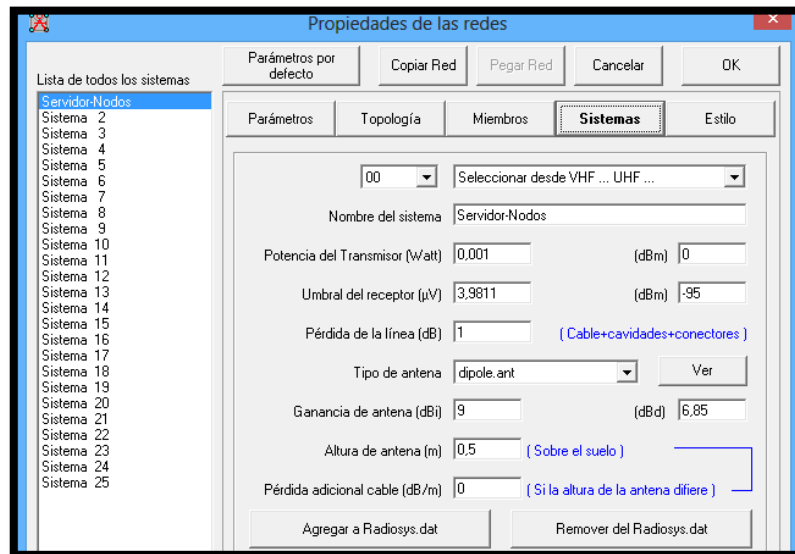 Propiedades de las redes
Parámetros por defecto
Copiar Red
Pegar Red
Cancelar
OK
Lista de todos los sistemas
Servidor-Nodos
Sistema 2
Sistema 3
Sistema 4
Sistema 5
Sistema 6
Sistema 7
Sistema 8
Sistema 9
Sistema 10
Sistema 11
Sistema 12
Sistema 13
Sistema 14
Sistema 15
Sistema 16
Sistema 17
Sistema 18
Sistema 19
Sistema 20
Sistema 21
Sistema 22
Sistema 23
Sistema 24
Sistema 25
Parámetros
Topología
Miembros
Sistemas
Estilo
00 Seleccionar desde VHF ... UHF ...
Nombre del sistema Servidor-Nodos
Potencia del Transmisor (Watt) 0,001 (dBm) 0
Umbral del receptor (µV) 3,9811 (dBm) -95
Pérdida de la línea (dB) 1 ( Cable+cavidades+conectores )
Tipo de antena dipole.ant Ver
Ganancia de antena (dBi) 9 (dBd) 6,85
Altura de antena (m) 0,5 ( Sobre el suelo )
Pérdida adicional cable (dB/m) 0 ( Si la altura de la antena difiere )
Agregar a Radiosys.dat
Remover del Radiosys.dat